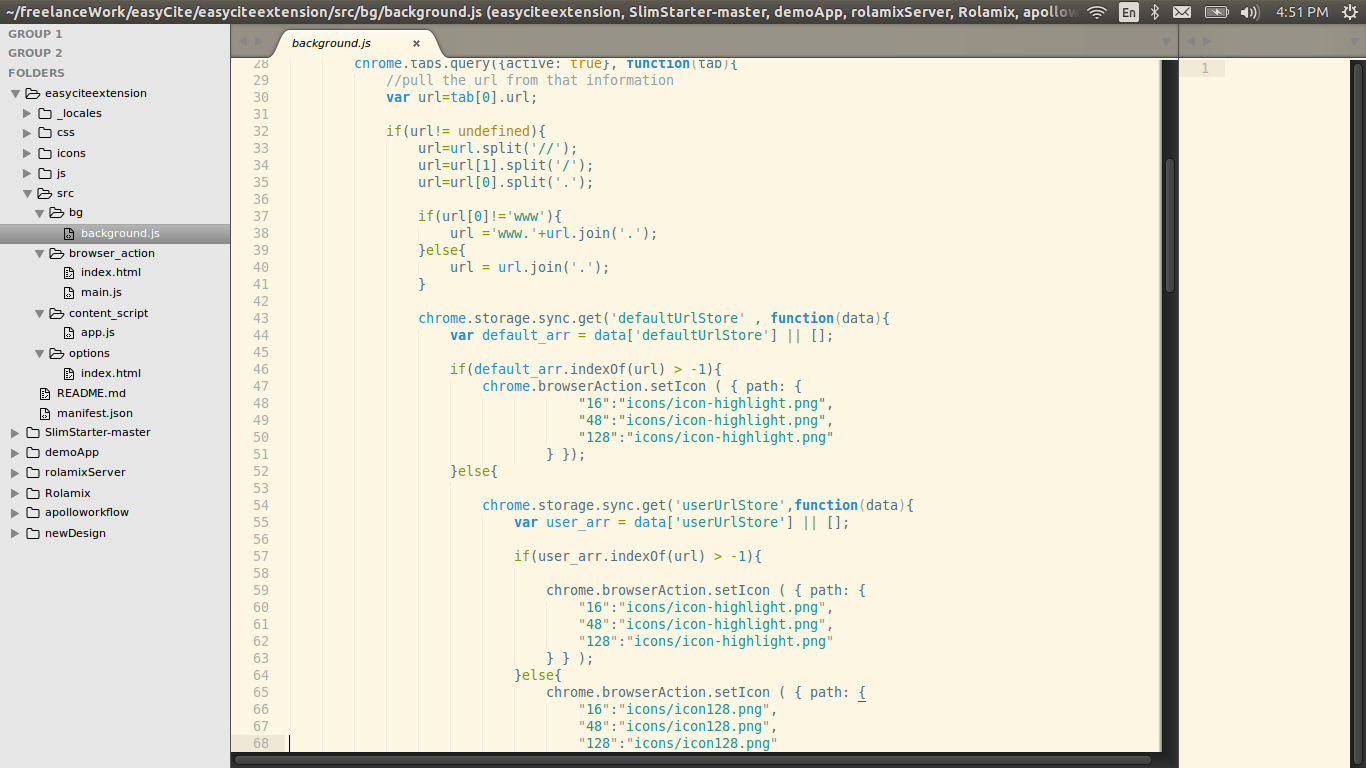 ~/freelanceWork/easyCite/easyciteextension/src/bg/background.js (easyciteextension, SlimStarter-master, demoApp, rolamixServer, Rolamix, apollow
En
4:51 PM
GROUP 1
GROUP 2
FOLDERS
easyciteextension
_locales
css
icons
js
src
bg
background.js
browser_action
index.html
main.js
content_script
app.js
options
index.html
README.md
manifest.json
SlimStarter-master
demoApp
rolamixServer
Rolamix
apolloworkflow
newDesign
background.js ×
28 chrome.tabs.query({active: true}, function(tab){
29 //pull the url from that information
30 var url=tab[0].url;
31
32 if(url!= undefined){
33 url=url.split('//');
34 url=url[1].split('/');
35 url=url[0].split('.');
36
37 if(url[0]!='www'){
38 url ='www.'+url.join('.');
39 }else{
40 url = url.join('.');
41 }
42
43 chrome.storage.sync.get('defaultUrlStore' , function(data){
44 var default_arr = data['defaultUrlStore'] || [];
45
46 if(default_arr.indexOf(url) > -1){
47 chrome.browserAction.setIcon ( { path: {
48 "16":"icons/icon-highlight.png",
49 "48":"icons/icon-highlight.png",
50 "128":"icons/icon-highlight.png"
51 } });
52 }else{
53
54 chrome.storage.sync.get('userUrlStore',function(data){
55 var user_arr = data['userUrlStore'] || [];
56
57 if(user_arr.indexOf(url) > -1){
58
59 chrome.browserAction.setIcon ( { path: {
60 "16":"icons/icon-highlight.png",
61 "48":"icons/icon-highlight.png",
62 "128":"icons/icon-highlight.png"
63 } } );
64 }else{
65 chrome.browserAction.setIcon ( { path: {
66 "16":"icons/icon128.png",
67 "48":"icons/icon128.png",
68 "128":"icons/icon128.png"
1